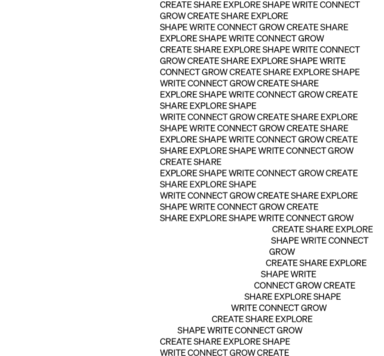 CREATE SHARE EXPLORE SHAPE WRITE CONNECT
GROW CREATE SHARE EXPLORE
SHAPE WRITE CONNECT GROW CREATE SHARE
EXPLORE SHAPE WRITE CONNECT GROW
CREATE SHARE EXPLORE SHAPE WRITE CONNECT
GROW CREATE SHARE EXPLORE SHAPE WRITE
CONNECT GROW CREATE SHARE EXPLORE SHAPE
WRITE CONNECT GROW CREATE SHARE
EXPLORE SHAPE WRITE CONNECT GROW CREATE
SHARE EXPLORE SHAPE
WRITE CONNECT GROW CREATE SHARE EXPLORE
SHAPE WRITE CONNECT GROW CREATE SHARE
EXPLORE SHAPE WRITE CONNECT GROW CREATE
SHARE EXPLORE SHAPE WRITE CONNECT GROW
CREATE SHARE
EXPLORE SHAPE WRITE CONNECT GROW CREATE
SHARE EXPLORE SHAPE
WRITE CONNECT GROW CREATE SHARE EXPLORE
SHAPE WRITE CONNECT GROW CREATE
SHARE EXPLORE SHAPE WRITE CONNECT GROW
CREATE SHARE EXPLORE
SHAPE WRITE CONNECT
GROW
CREATE SHARE EXPLORE
SHAPE WRITE
CONNECT GROW CREATE
SHARE EXPLORE SHAPE
WRITE CONNECT GROW
CREATE SHARE EXPLORE
SHAPE WRITE CONNECT GROW
CREATE SHARE EXPLORE SHAPE
WRITE CONNECT GROW CREATE